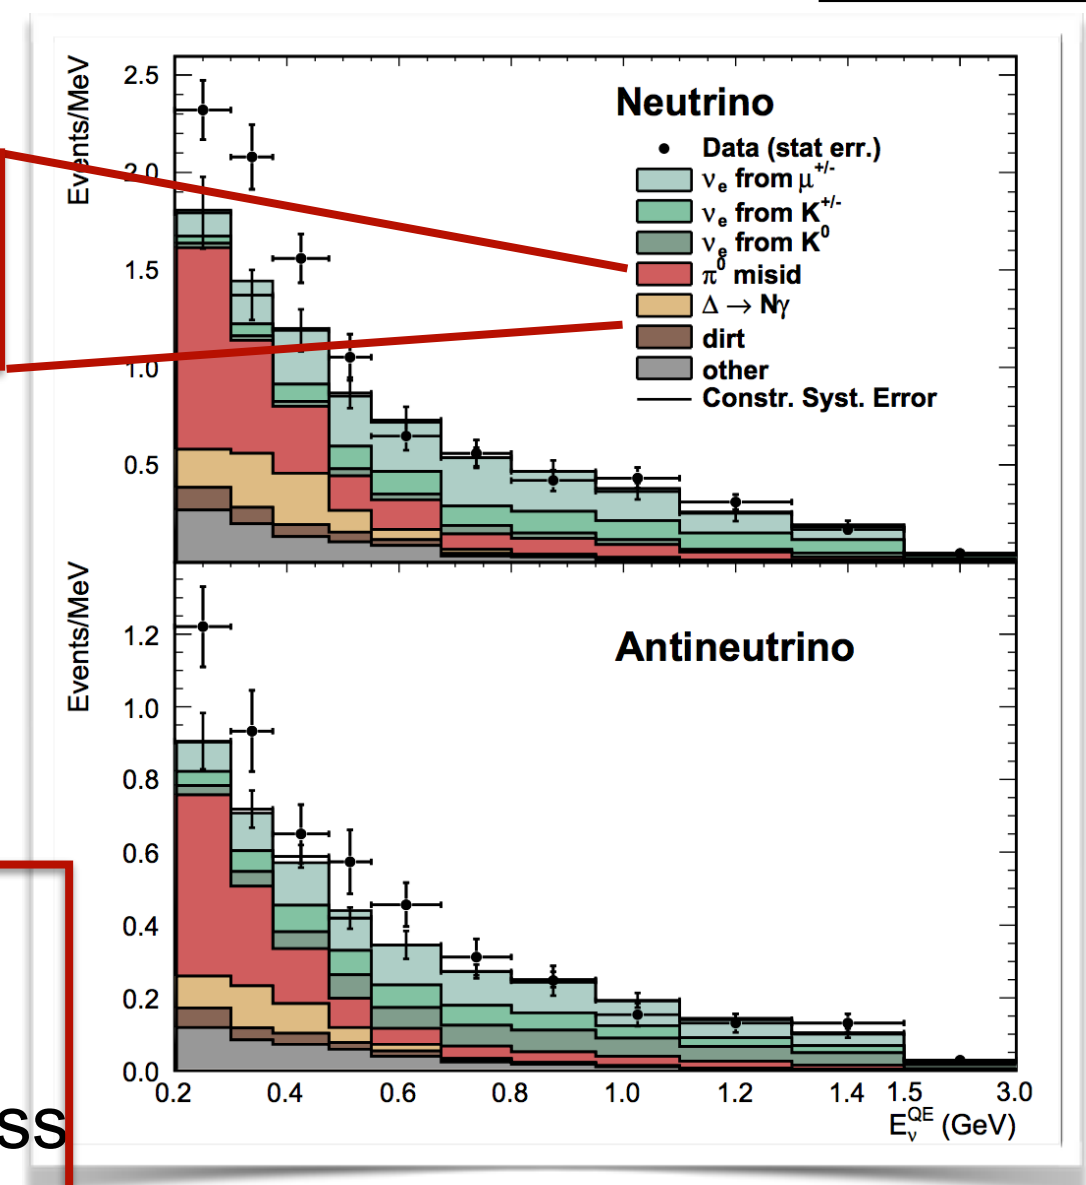 Events/MeV
2.5
2.0
1.5
1.0
0.5
Neutrino
Data (stat err.)
νe from μ+/-
νe from K+/-
νe from K0
π0 misid
Δ → Nγ
dirt
other
Constr. Syst. Error
Events/MeV
1.2
1.0
0.8
0.6
0.4
0.2
0.0
Antineutrino
0.2 0.4 0.6 0.8 1.0 1.2 1.4 1.5 3.0
EνQE (GeV)